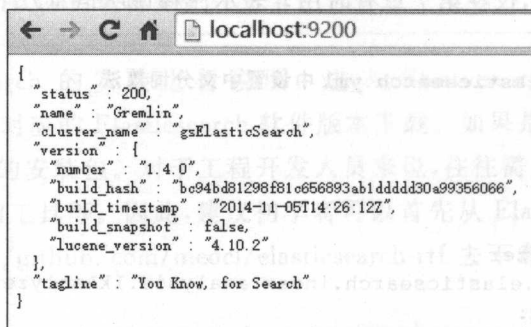 localhost:9200
{
"status" : 200,
"name" : "Gremlin",
"cluster_name" : "gsElasticSearch",
"version" : {
"number" : "1.4.0",
"build_hash" : "bc94bd81298f81c656893ab1ddddd30a99356066",
"build_timestamp" : "2014-11-05T14:26:12Z",
"build_snapshot" : false,
"lucene_version" : "4.10.2"
},
"tagline" : "You Know, for Search"
}